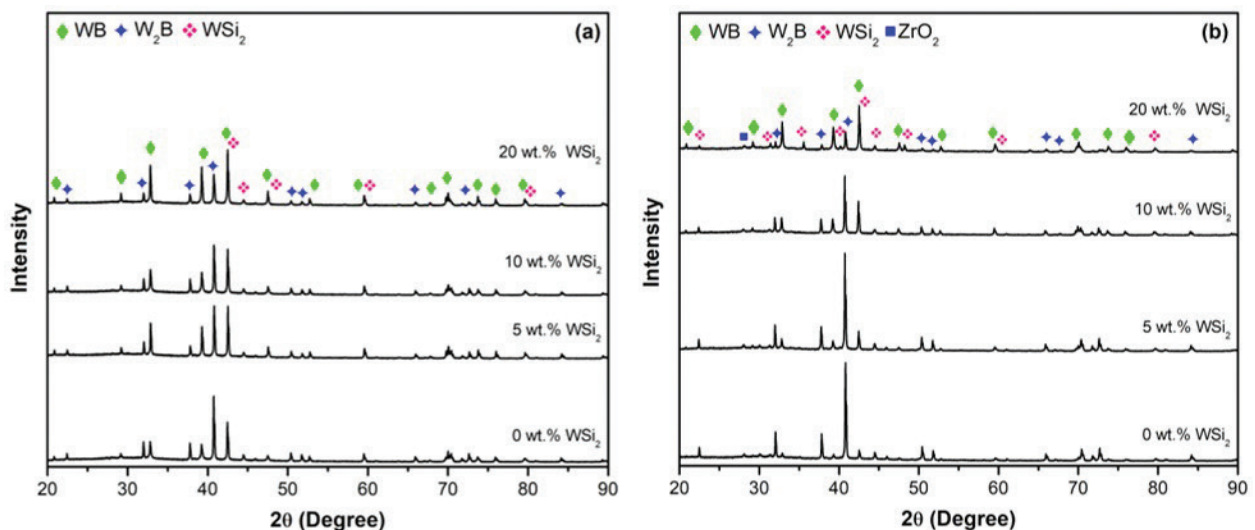 WB W₂B WSi₂ (a)
20 wt.% WSi₂
10 wt.% WSi₂
5 wt.% WSi₂
0 wt.% WSi₂
Intensity
20 30 40 50 60 70 80 90
2θ (Degree)
WB W₂B WSi₂ ZrO₂ (b)
20 wt.% WSi₂
10 wt.% WSi₂
5 wt.% WSi₂
0 wt.% WSi₂
Intensity
20 30 40 50 60 70 80 90
2θ (Degree)